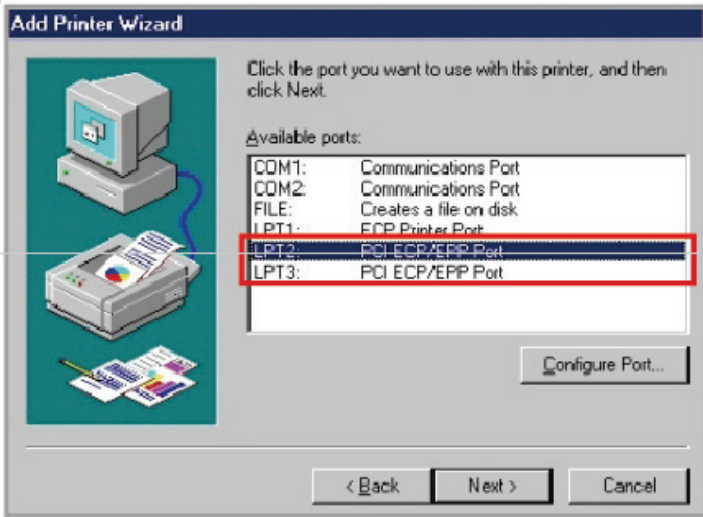 Add Printer Wizard
Click the port you want to use with this printer, and then
click Next.
Available ports:
COM1: Communications Port
COM2: Communications Port
FILE: Creates a file on disk
LPT1: ECP Printer Port
LPT2: PCI ECP/EPP Port
LPT3: PCI ECP/EPP Port
Configure Port...
< Back
Next >
Cancel